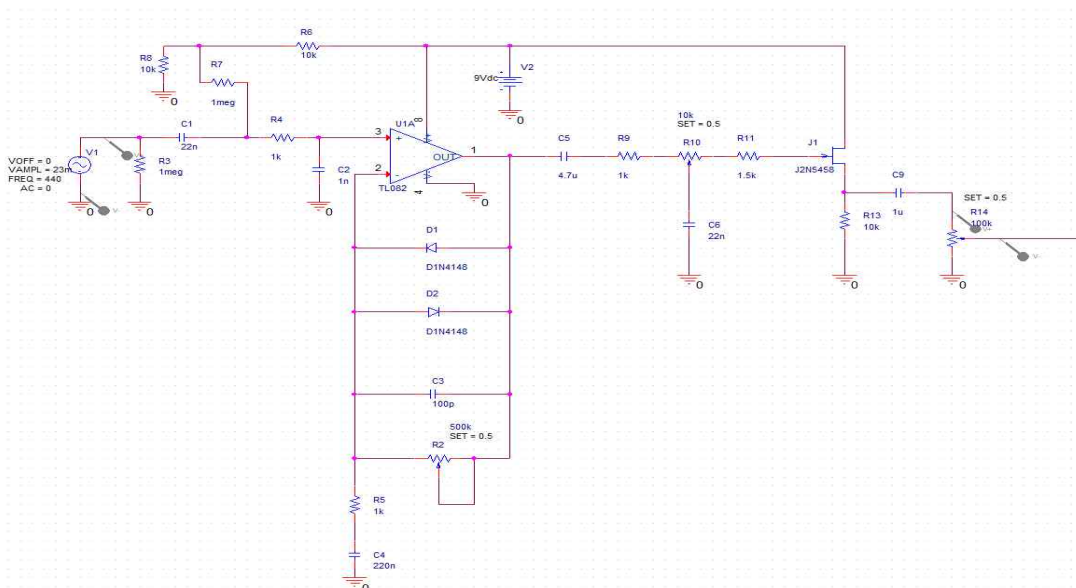 R6
10k
R8
10k
R7
1meg
0
V2
9Vdc
0
C1
22n
R4
1k
V1
VOFF = 0
VAMPL = 23m
FREQ = 440
AC = 0
R3
1meg
0
0
C2
1n
0
U1A
3
+
8
OUT
1
2
-
TL082
4
0
C5
4.7u
R9
1k
10k
SET = 0.5
R10
R11
1.5k
J1
J2N5458
C6
22n
0
R13
10k
0
C9
1u
SET = 0.5
R14
100k
0
D1
D1N4148
D2
D1N4148
C3
100p
500k
SET = 0.5
R2
R5
1k
C4
220n
0